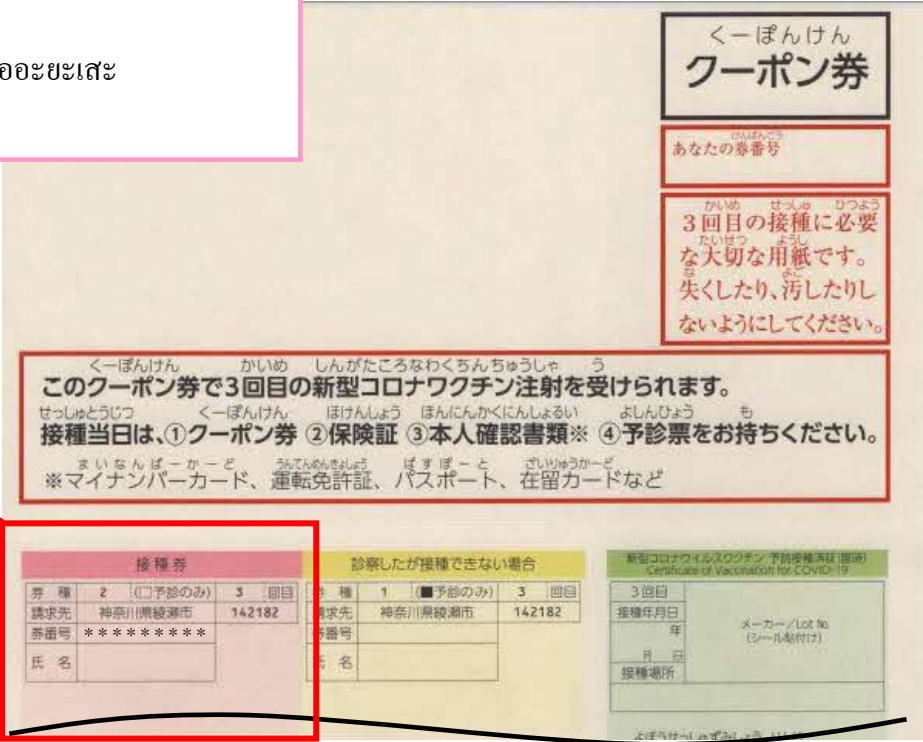 ออะยะเสะ
くーぽんけん
クーポン券
けんばんごう
あなたの券番号
かいめ せっしゅ ひつよう
3回目の接種に必要
たいせつ ようし
な大切な用紙です。
な よご
失くしたり、汚したりし
ないようにしてください。
くーぽんけん かいめ しんがたころなわくちんちゅうしゃ う
このクーポン券で3回目の新型コロナワクチン注射を受けられます。
せっしゅとうじつ くーぽんけん ほけんしょう ほんにんかくにんしょるい よしんひょう も
接種当日は、①クーポン券 ②保険証 ③本人確認書類※ ④予診票をお持ちください。
まいなんばーかーど うんてんめんきょしょう ぱすぽーと ざいりゅうかーど
※マイナンバーカード、運転免許証、パスポート、在留カードなど
接種券
券種 2 (□予診のみ) 3 回目
請求先 神奈川県綾瀬市 142182
券番号 * * * * * * * * *
氏名
診察したが接種できない場合
券種 1 (■予診のみ) 3 回目
請求先 神奈川県綾瀬市 142182
券番号
氏名
新型コロナウイルスワクチン 予防接種済証(臨時)
Certificate of Vaccination for COVID-19
3回目
接種年月日
年
月 日
メーカー/Lot No.
(シール貼付け)
接種場所